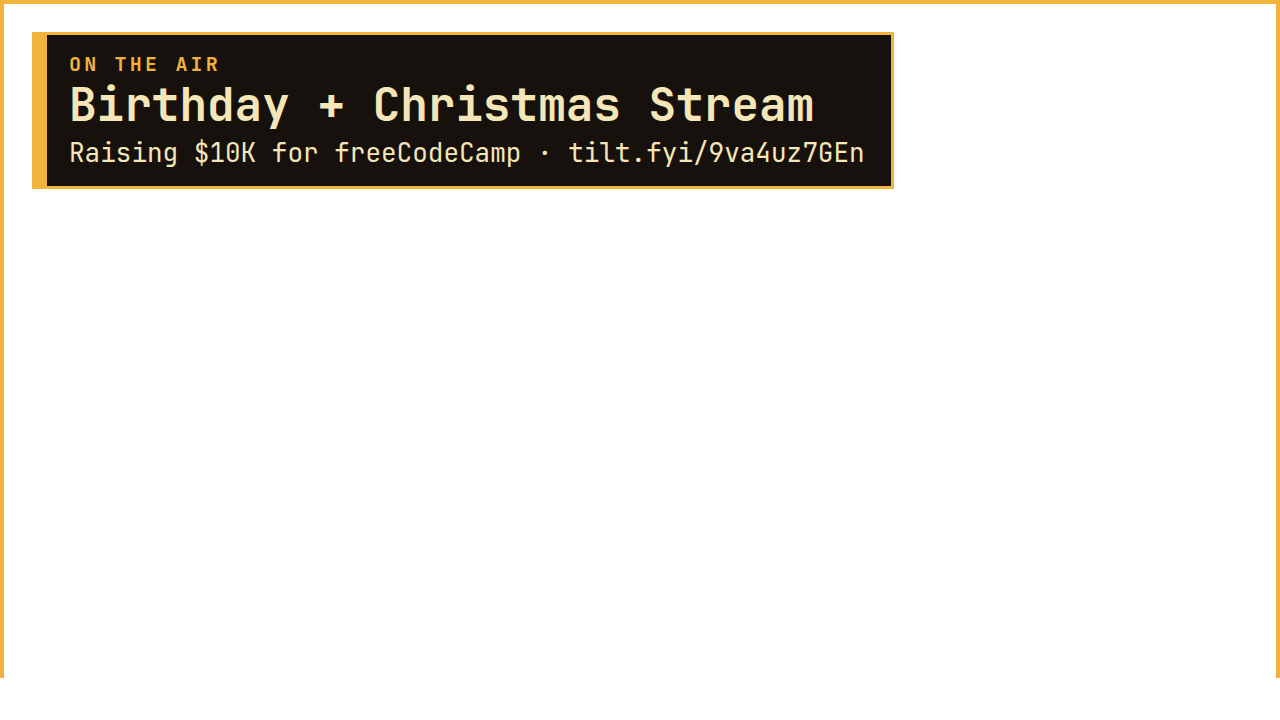 ON THE AIR
Birthday + Christmas Stream
Raising $10K for freeCodeCamp · tilt.fyi/9va4uz7GEn